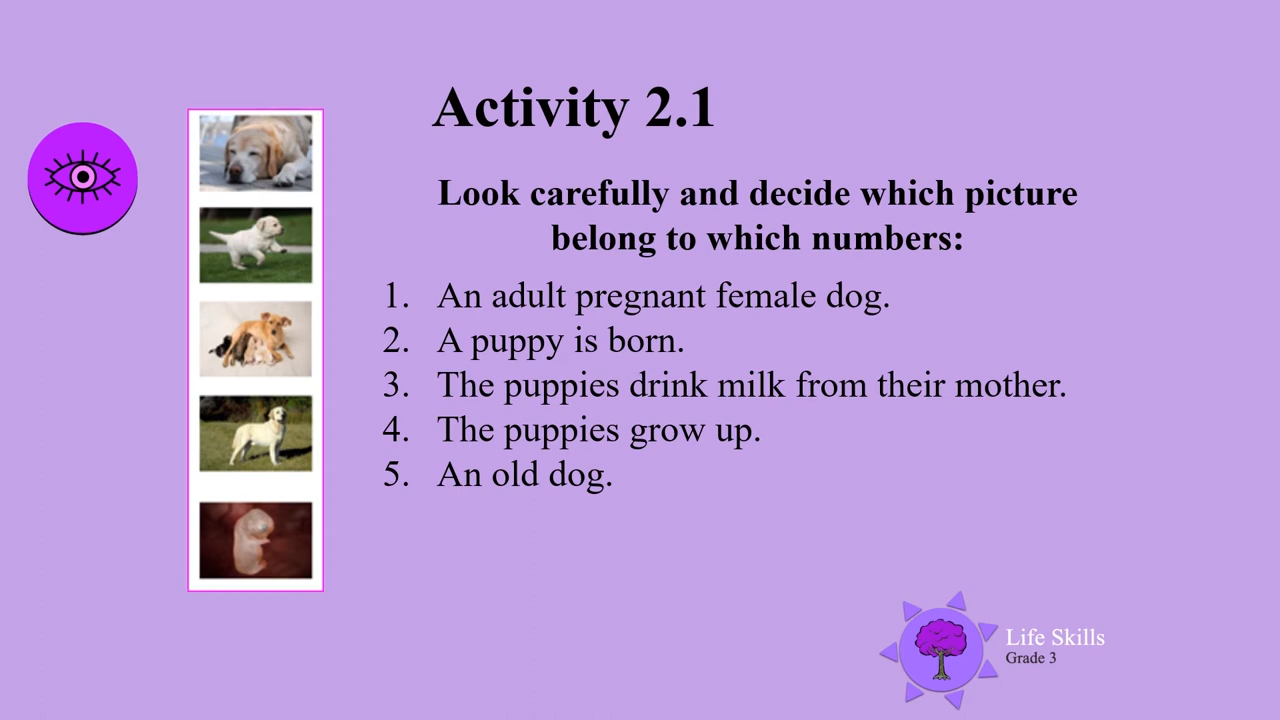 Activity 2.1
Look carefully and decide which picture
belong to which numbers:
1. An adult pregnant female dog.
2. A puppy is born.
3. The puppies drink milk from their mother.
4. The puppies grow up.
5. An old dog.
Life Skills
Grade 3